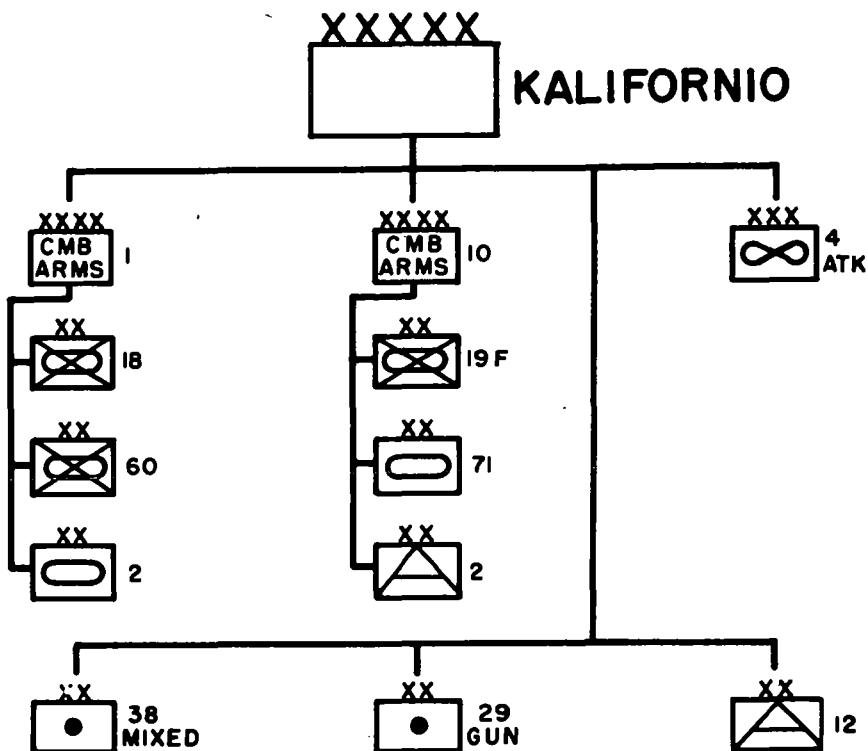 XXXXX
KALIFORNIO
XXXX
CMB
ARMS
1
XXXX
CMB
ARMS
10
XXX
4
ATK
XX
18
XX
19F
XX
60
XX
71
XX
2
XX
2
XX
38
MIXED
XX
29
GUN
XX
12